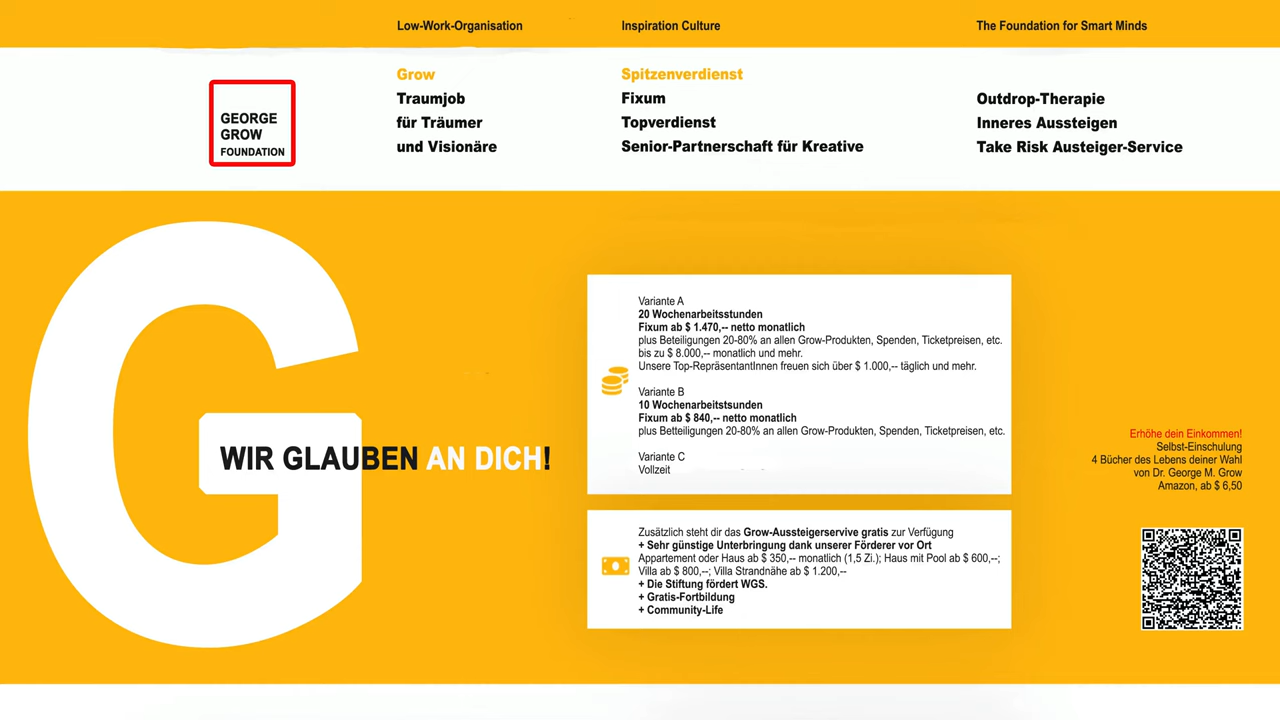 Low-Work-Organisation
Inspiration Culture
The Foundation for Smart Minds
GEORGE
GROW
FOUNDATION
Grow
Traumjob
für Träumer
und Visionäre
Spitzenverdienst
Fixum
Topverdienst
Senior-Partnerschaft für Kreative
Outdrop-Therapie
Inneres Aussteigen
Take Risk Austeiger-Service
WIR GLAUBEN AN DICH!
Variante A
20 Wochenarbeitsstunden
Fixum ab $ 1.470,-- netto monatlich
plus Beteiligungen 20-80% an allen Grow-Produkten, Spenden, Ticketpreisen, etc.
bis zu $ 8.000,-- monatlich und mehr.
Unsere Top-RepräsentantInnen freuen sich über $ 1.000,-- täglich und mehr.
Variante B
10 Wochenarbeitstsunden
Fixum ab $ 840,-- netto monatlich
plus Betteiligungen 20-80% an allen Grow-Produkten, Spenden, Ticketpreisen, etc.
Variante C
Vollzeit
Zusätzlich steht dir das Grow-Aussteigerservive gratis zur Verfügung
+ Sehr günstige Unterbringung dank unserer Förderer vor Ort
Appartement oder Haus ab $ 350,-- monatlich (1,5 Zi.); Haus mit Pool ab $ 600,--;
Villa ab $ 800,--; Villa Strandnähe ab $ 1.200,--
+ Die Stiftung fördert WGS.
+ Gratis-Fortbildung
+ Community-Life
Erhöhe dein Einkommen!
Selbst-Einschulung
4 Bücher des Lebens deiner Wahl
von Dr. George M. Grow
Amazon, ab $ 6,50
G